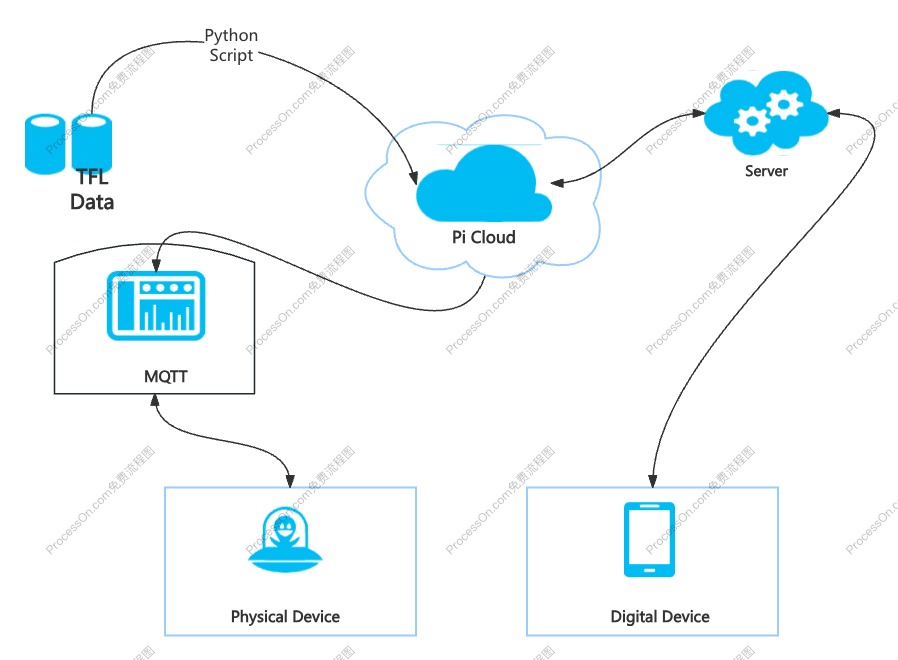 Python
Script
TFL
Data
Pi Cloud
Server
MQTT
Physical Device
Digital Device
ProcessOn.com免费流程图